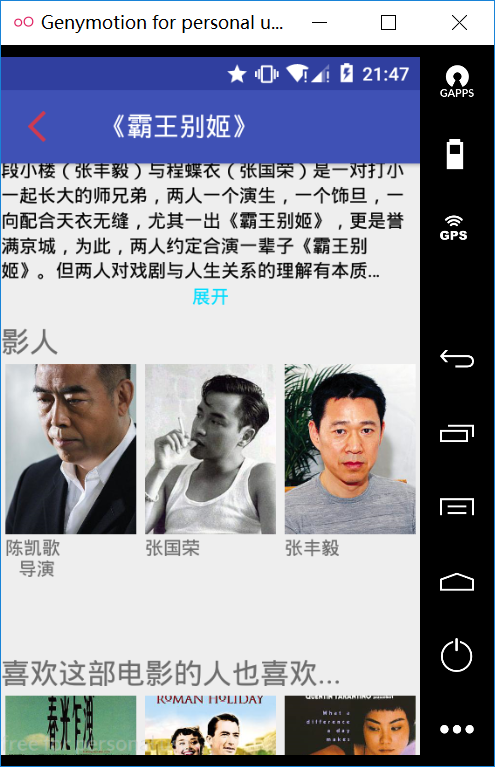 Genymotion for personal u...
21:47
GAPPS
《霸王别姬》
段小楼（张丰毅）与程蝶衣（张国荣）是一对打小
一起长大的师兄弟，两人一个演生，一个饰旦，一
向配合天衣无缝，尤其一出《霸王别姬》，更是誉
满京城，为此，两人约定合演一辈子《霸王别
姬》。但两人对戏剧与人生关系的理解有本质...
展开
GPS
影人
陈凯歌
导演
张国荣
张丰毅
喜欢这部电影的人也喜欢...
春光乍洩
ROMAN HOLIDAY
QUENTIN TARANTINO
What a
difference
a day
makes
free for personal